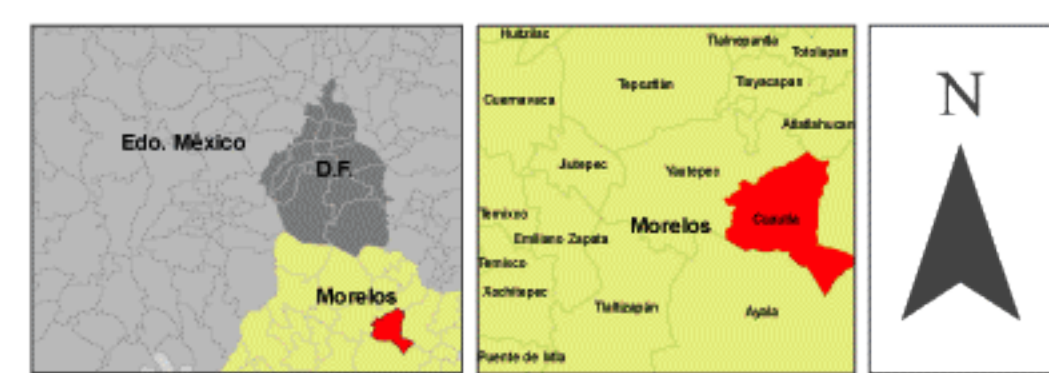 Edo. México
D.F.
Morelos
Huitzilac
Tlalnepantla
Totolapan
Tepoztlán
Tlayacapan
Cuernavaca
Atlatlahucan
Jiutepec
Yautepec
Temixco
Morelos
Cuautla
Emiliano Zapata
Temixco
Xochitepec
Tlaltizapán
Ayala
Puente de Ixtla
N